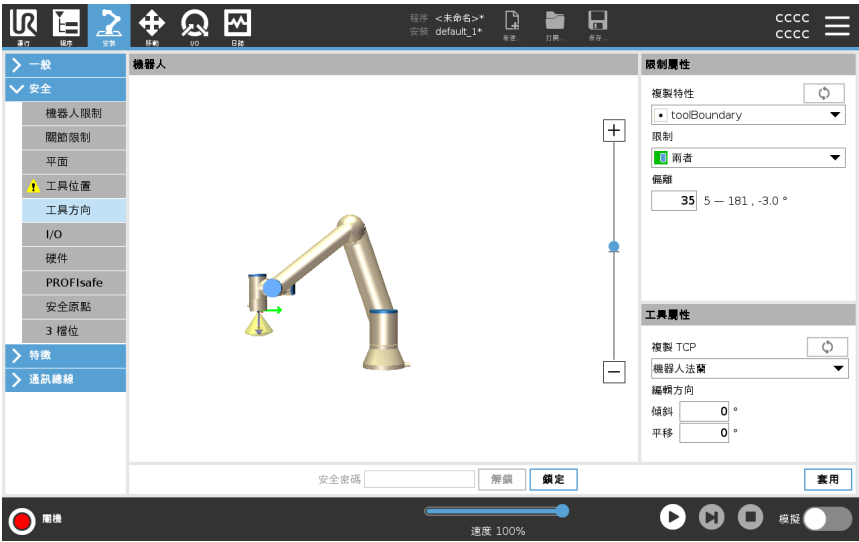 UR
運行
程序
安裝
移動
I/O
日誌
程序 <未命名>*
安裝 default_1*
新建...
打開...
保存...
cccc
cccc
一般
安全
機器人限制
關節限制
平面
工具位置
工具方向
I/O
硬件
PROFIsafe
安全原點
3 檔位
特徵
通訊總線
機器人
限制屬性
複製特性
toolBoundary
限制
兩者
偏離
35 5 — 181 , -3.0 °
工具屬性
複製 TCP
機器人法蘭
編輯方向
傾斜 0 °
平移 0 °
安全密碼
解鎖
鎖定
套用
關機
速度 100%
模擬